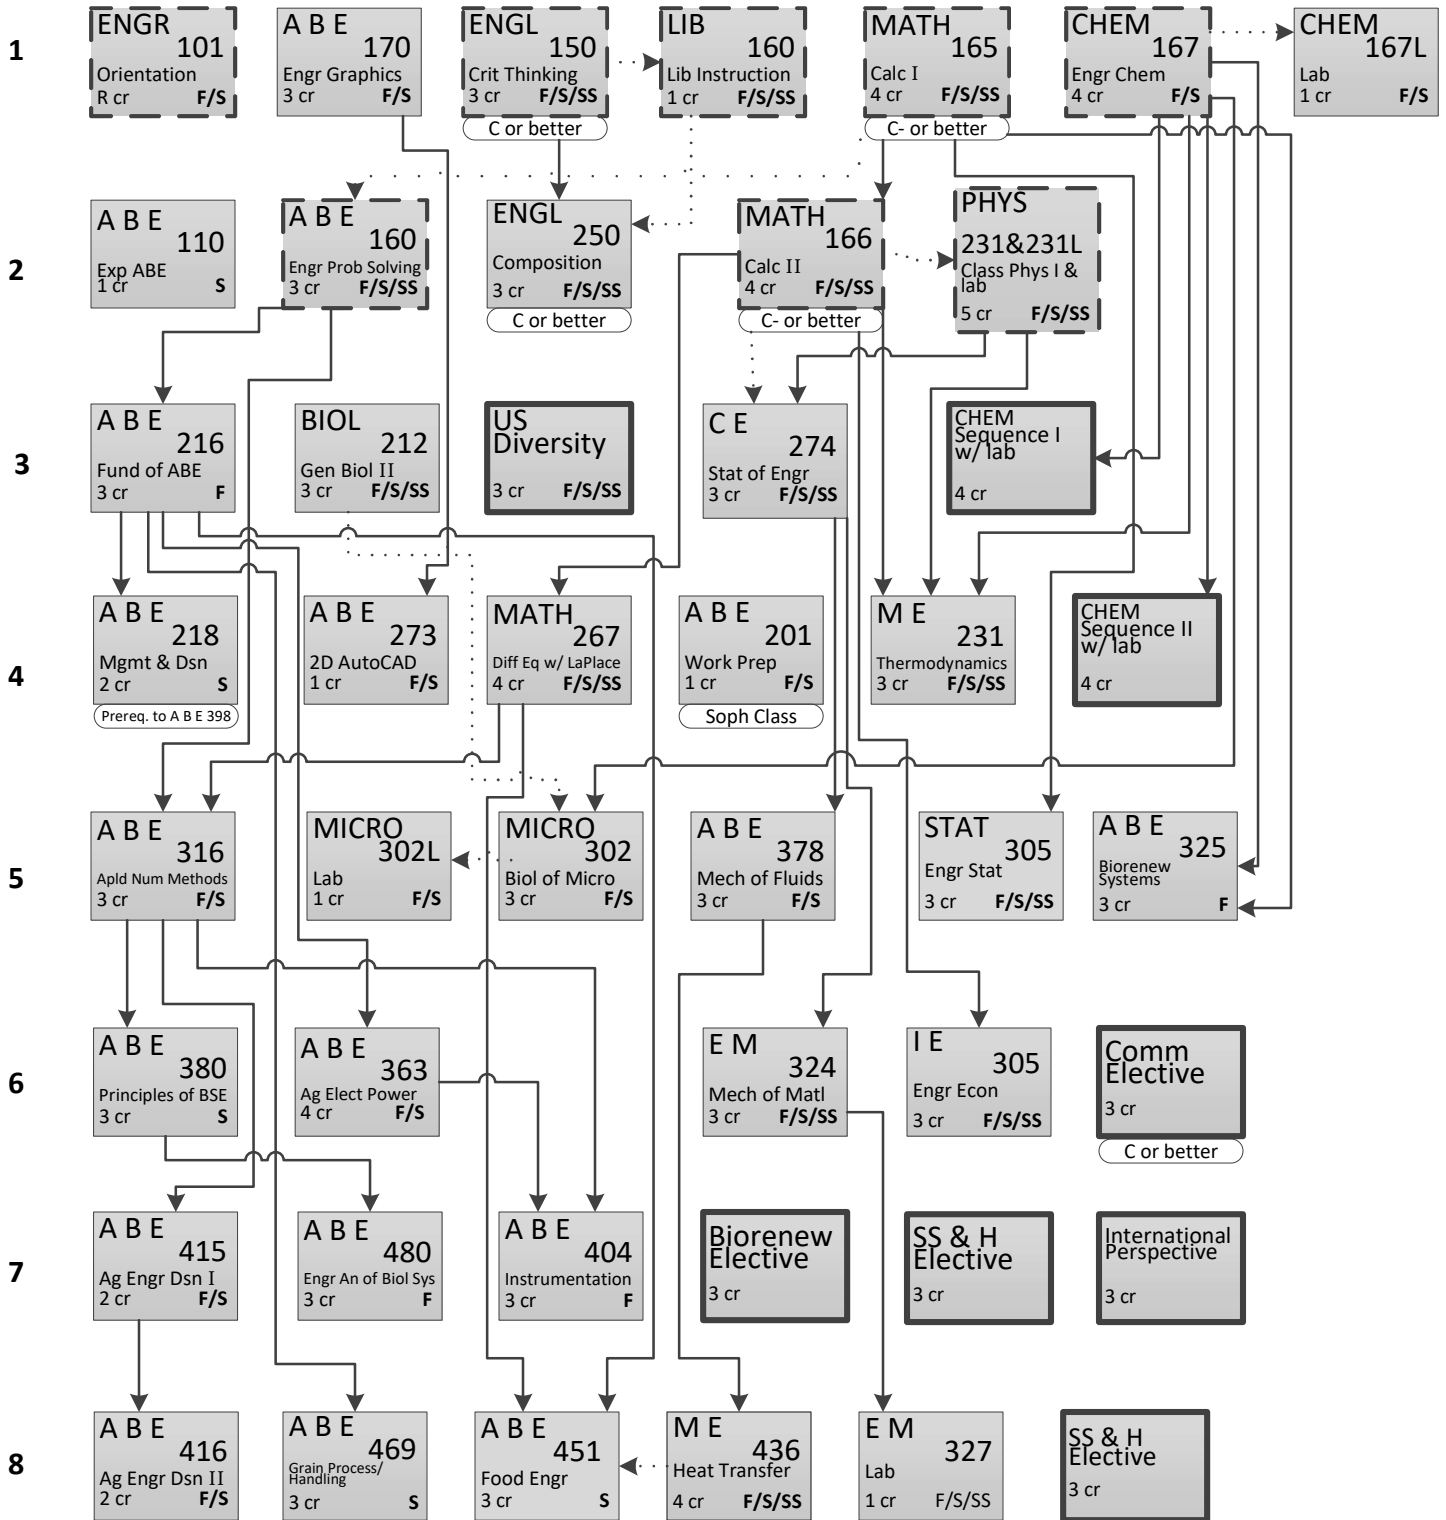 1
ENGR
101
Orientation
R cr F/S
A B E
170
Engr Graphics
3 cr F/S
ENGL
150
Crit Thinking
3 cr F/S/SS
C or better
LIB
160
Lib Instruction
1 cr F/S/SS
MATH
165
Calc I
4 cr F/S/SS
C- or better
CHEM
167
Engr Chem
4 cr F/S
CHEM
167L
Lab
1 cr F/S
2
A B E
110
Exp ABE
1 cr S
A B E
160
Engr Prob Solving
3 cr F/S/SS
ENGL
250
Composition
3 cr F/S/SS
C or better
MATH
166
Calc II
4 cr F/S/SS
C- or better
PHYS
231&231L
Class Phys I &
lab
5 cr F/S/SS
3
A B E
216
Fund of ABE
3 cr F
BIOL
212
Gen Biol II
3 cr F/S/SS
US
Diversity
3 cr F/S/SS
C E
274
Stat of Engr
3 cr F/S/SS
CHEM
Sequence I
w/ lab
4 cr
4
A B E
218
Mgmt & Dsn
2 cr S
Prereq. to A B E 398
A B E
273
2D AutoCAD
1 cr F/S
MATH
267
Diff Eq w/ LaPlace
4 cr F/S/SS
A B E
201
Work Prep
1 cr F/S
Soph Class
M E
231
Thermodynamics
3 cr F/S/SS
CHEM
Sequence II
w/ lab
4 cr
5
A B E
316
Apld Num Methods
3 cr F/S
MICRO
302L
Lab
1 cr F/S
MICRO
302
Biol of Micro
3 cr F/S
A B E
378
Mech of Fluids
3 cr F/S
STAT
305
Engr Stat
3 cr F/S/SS
A B E
325
Biorenew
Systems
3 cr F
6
A B E
380
Principles of BSE
3 cr S
A B E
363
Ag Elect Power
4 cr F/S
E M
324
Mech of Matl
3 cr F/S/SS
I E
305
Engr Econ
3 cr F/S/SS
Comm
Elective
3 cr
C or better
7
A B E
415
Ag Engr Dsn I
2 cr F/S
A B E
480
Engr An of Biol Sys
3 cr F
A B E
404
Instrumentation
3 cr F
Biorenew
Elective
3 cr
SS & H
Elective
3 cr
International
Perspective
3 cr
8
A B E
416
Ag Engr Dsn II
2 cr F/S
A B E
469
Grain Process/
Handling
3 cr S
A B E
451
Food Engr
3 cr S
M E
436
Heat Transfer
4 cr F/S/SS
E M
327
Lab
1 cr F/S/SS
SS & H
Elective
3 cr